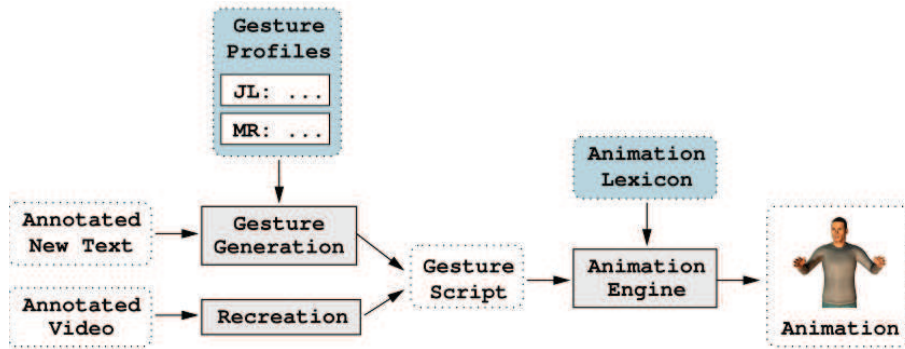 Gesture
Profiles
JL: ...
MR: ...
Animation
Lexicon
Annotated
New Text
Gesture
Generation
Gesture
Script
Animation
Engine
Annotated
Video
Recreation
Animation